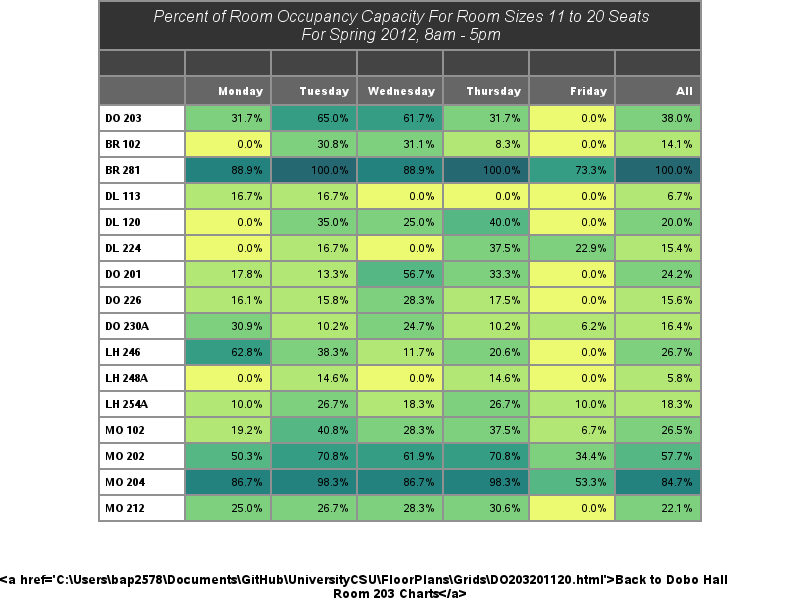 Percent of Room Occupancy Capacity For Room Sizes 11 to 20 Seats
For Spring 2012, 8am - 5pm
Monday Tuesday Wednesday Thursday Friday All
DO 203 31.7% 65.0% 61.7% 31.7% 0.0% 38.0%
BR 102 0.0% 30.8% 31.1% 8.3% 0.0% 14.1%
BR 281 88.9% 100.0% 88.9% 100.0% 73.3% 100.0%
DL 113 16.7% 16.7% 0.0% 0.0% 0.0% 6.7%
DL 120 0.0% 35.0% 25.0% 40.0% 0.0% 20.0%
DL 224 0.0% 16.7% 0.0% 37.5% 22.9% 15.4%
DO 201 17.8% 13.3% 56.7% 33.3% 0.0% 24.2%
DO 226 16.1% 15.8% 28.3% 17.5% 0.0% 15.6%
DO 230A 30.9% 10.2% 24.7% 10.2% 6.2% 16.4%
LH 246 62.8% 38.3% 11.7% 20.6% 0.0% 26.7%
LH 248A 0.0% 14.6% 0.0% 14.6% 0.0% 5.8%
LH 254A 10.0% 26.7% 18.3% 26.7% 10.0% 18.3%
MO 102 19.2% 40.8% 28.3% 37.5% 6.7% 26.5%
MO 202 50.3% 70.8% 61.9% 70.8% 34.4% 57.7%
MO 204 86.7% 98.3% 86.7% 98.3% 53.3% 84.7%
MO 212 25.0% 26.7% 28.3% 30.6% 0.0% 22.1%
<a href='C:\Users\bap2578\Documents\GitHub\UniversityCSU\FloorPlans\Grids\DO203201120.html'>Back to Dobo Hall
Room 203 Charts</a>